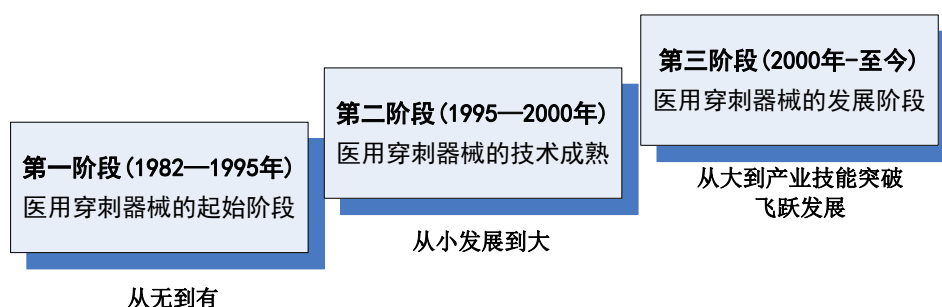 第一阶段(1982—1995年)
医用穿刺器械的起始阶段
从无到有
第二阶段(1995—2000年)
医用穿刺器械的技术成熟
从小发展到大
第三阶段(2000年-至今)
医用穿刺器械的发展阶段
从大到产业技能突破
飞跃发展